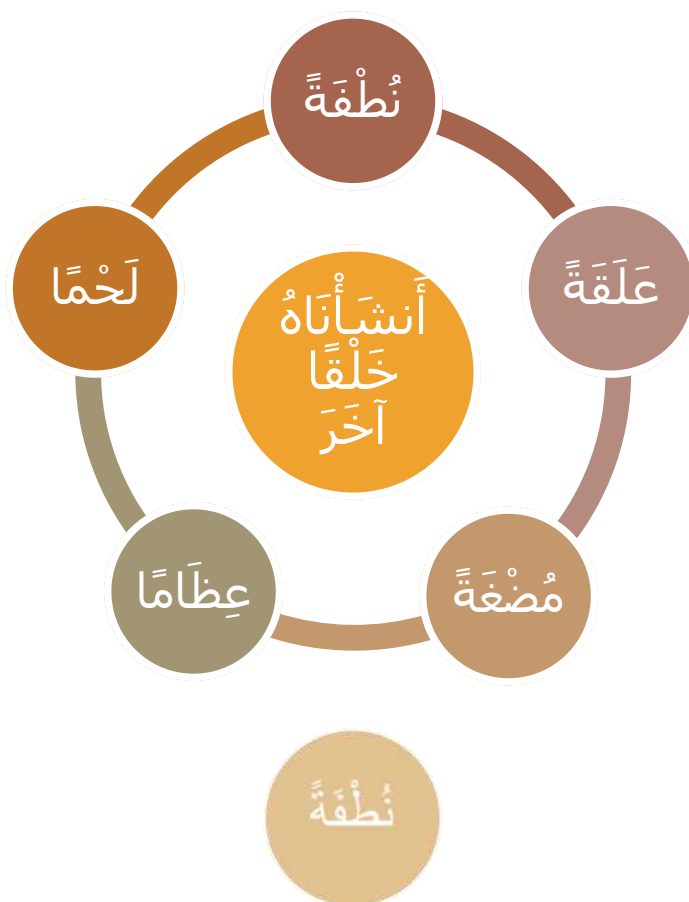 نُطْفَةً
عَلَقَةً
مُضْغَةً
عِظَامًا
لَحْمًا
أَنشَأْنَاهُ
خَلْقًا
آخَرَ
نُطْفَةً